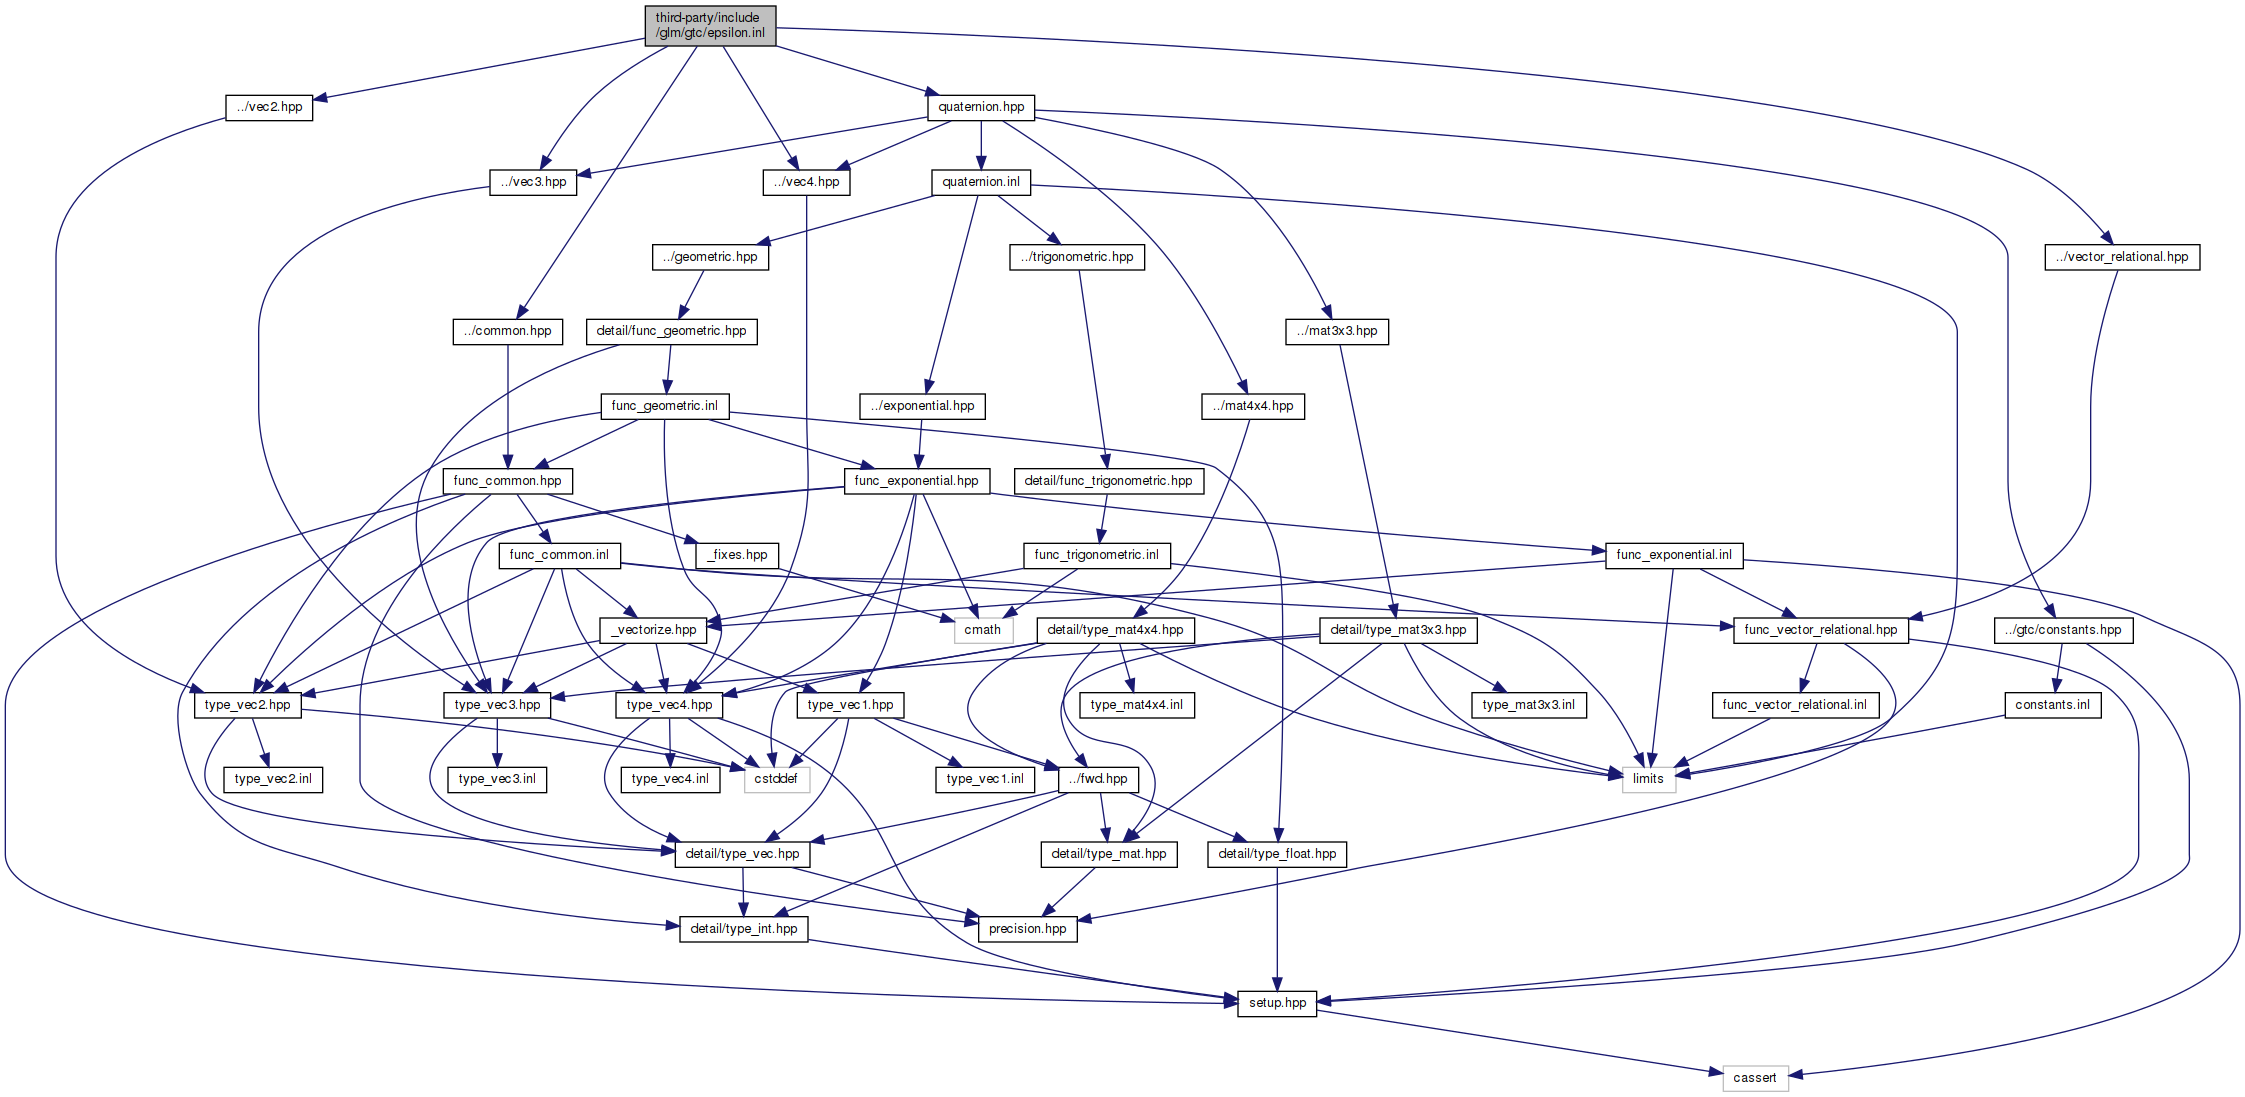 third-party/include
/glm/gtc/epsilon.inl
../vec2.hpp
quaternion.hpp
../vec3.hpp
../vec4.hpp
quaternion.inl
../geometric.hpp
../trigonometric.hpp
../vector_relational.hpp
../common.hpp
detail/func_geometric.hpp
../mat3x3.hpp
func_geometric.inl
../exponential.hpp
../mat4x4.hpp
func_common.hpp
func_exponential.hpp
detail/func_trigonometric.hpp
func_common.inl
_fixes.hpp
func_trigonometric.inl
func_exponential.inl
_vectorize.hpp
cmath
detail/type_mat4x4.hpp
detail/type_mat3x3.hpp
func_vector_relational.hpp
../gtc/constants.hpp
type_vec2.hpp
type_vec3.hpp
type_vec4.hpp
type_vec1.hpp
type_mat4x4.inl
type_mat3x3.inl
func_vector_relational.inl
constants.inl
type_vec2.inl
type_vec3.inl
type_vec4.inl
cstddef
type_vec1.inl
../fwd.hpp
limits
detail/type_vec.hpp
detail/type_mat.hpp
detail/type_float.hpp
detail/type_int.hpp
precision.hpp
setup.hpp
cassert